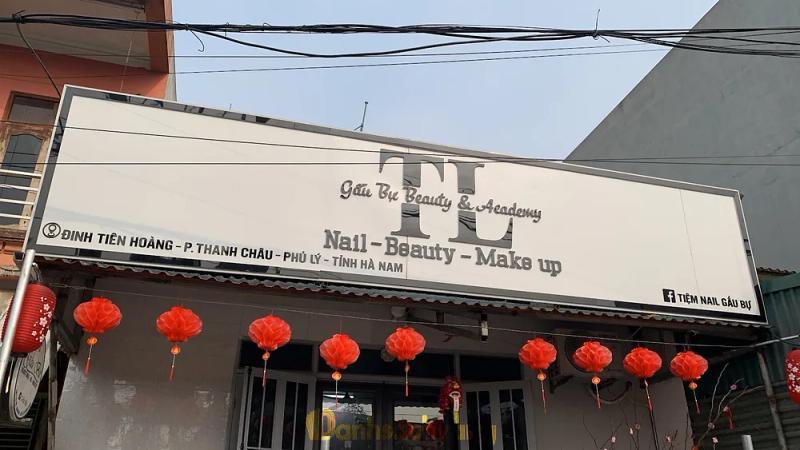 TL
Gấu Bự Beauty & Academy
Nail - Beauty - Make up
ĐINH TIÊN HOÀNG - P. THANH CHÂU - PHỦ LÝ - TỈNH HÀ NAM
TIỆM NAIL GẤU BỰ